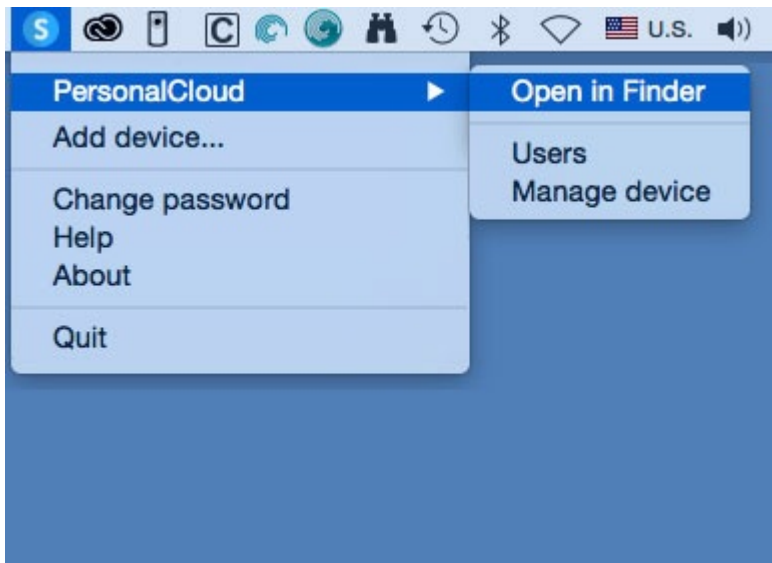 S C U.S.
PersonalCloud
Add device...
Change password
Help
About
Quit
Open in Finder
Users
Manage device